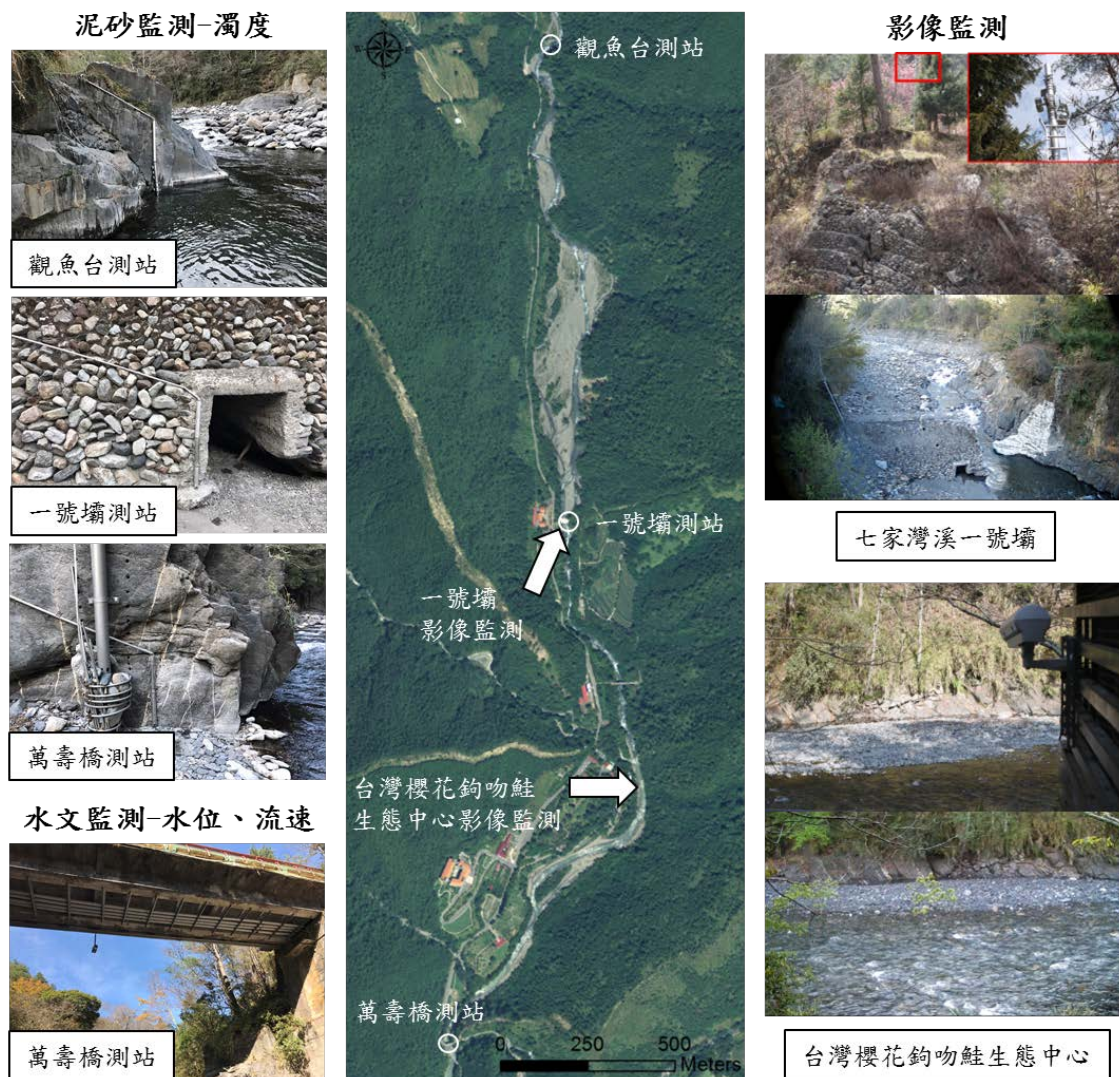 泥砂監測-濁度
觀魚台測站
一號壩測站
萬壽橋測站
水文監測-水位、流速
萬壽橋測站
觀魚台測站
一號壩測站
一號壩
影像監測
台灣櫻花鉤吻鮭
生態中心影像監測
萬壽橋測站
0 250 500
Meters
影像監測
七家灣溪一號壩
台灣櫻花鉤吻鮭生態中心